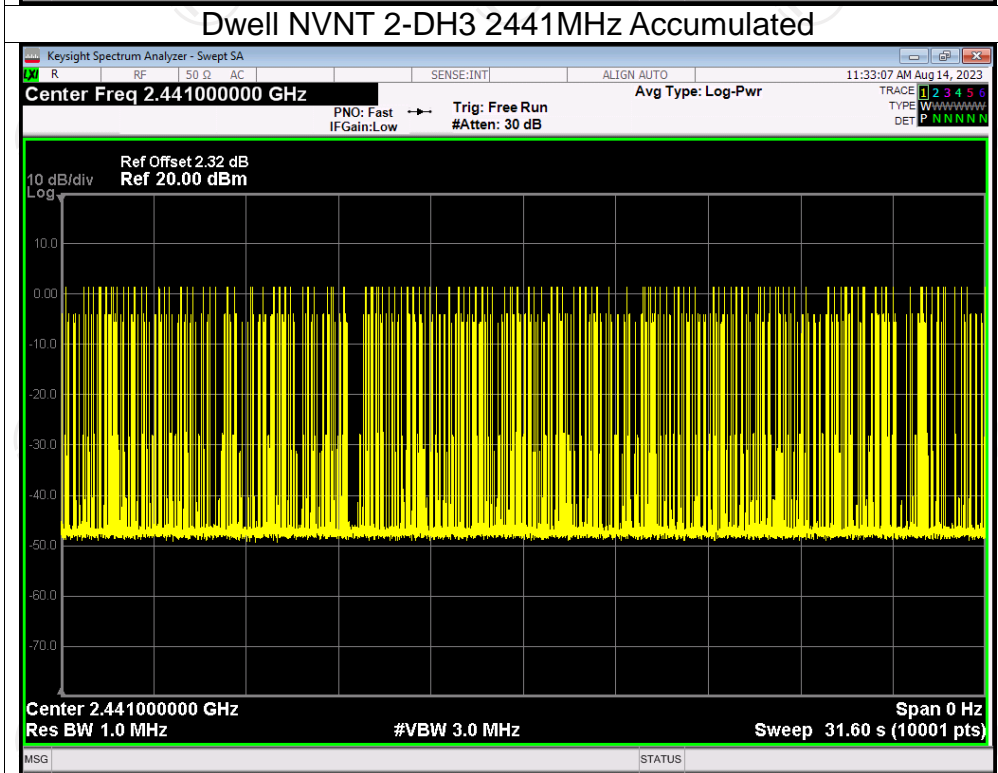 Dwell NVNT 2-DH3 2441MHz Accumulated
Keysight Spectrum Analyzer - Swept SA
LXI R RF 50 Ω AC SENSE:INT ALIGN AUTO 11:33:07 AM Aug 14, 2023
Center Freq 2.441000000 GHz Avg Type: Log-Pwr TRACE 1 2 3 4 5 6
PNO: Fast Trig: Free Run TYPE WWWWWW
IFGain:Low #Atten: 30 dB DET P N N N N N
Ref Offset 2.32 dB
10 dB/div Ref 20.00 dBm
Log
10.0
0.00
-10.0
-20.0
-30.0
-40.0
-50.0
-60.0
-70.0
Center 2.441000000 GHz Span 0 Hz
Res BW 1.0 MHz #VBW 3.0 MHz Sweep 31.60 s (10001 pts)
MSG STATUS